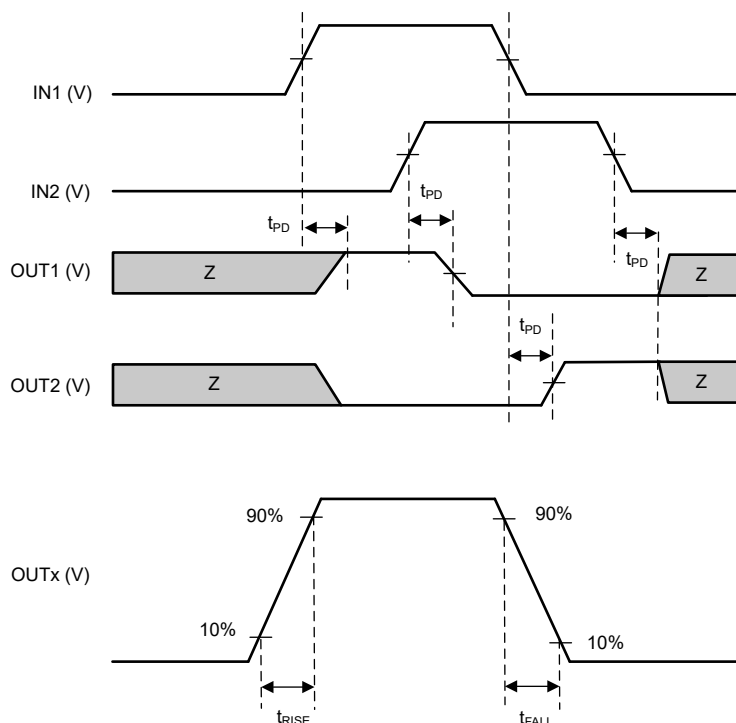 IN1 (V)
IN2 (V)
tPD
tPD
OUT1 (V)
Z
tPD
Z
tPD
OUT2 (V)
Z
Z
90%
90%
OUTx (V)
10%
10%
tRISE
tFALL